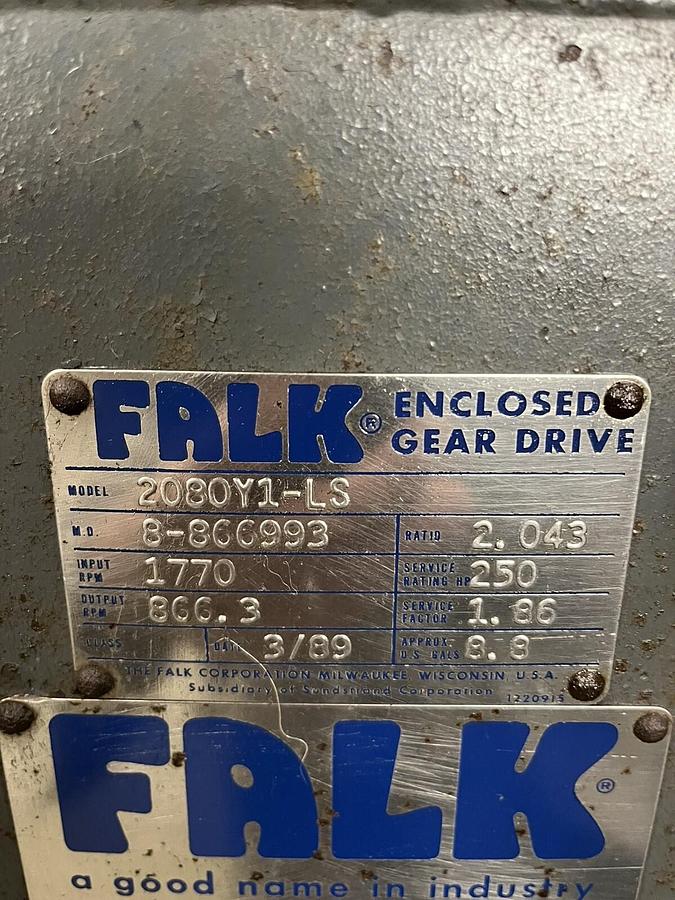 FALK® ENCLOSED
GEAR DRIVE
MODEL 2080Y1-LS
M.O. 8-866993 RATIO 2.043
INPUT RPM 1770 SERVICE RATING HP 250
OUTPUT RPM 866.3 SERVICE FACTOR 1.86
CLASS DATE 3/89 APPROX. U.S. GALS 8.8
THE FALK CORPORATION MILWAUKEE, WISCONSIN, U.S.A.
Subsidiary of Sundstrand Corporation 1220915
FALK®
a good name in industry